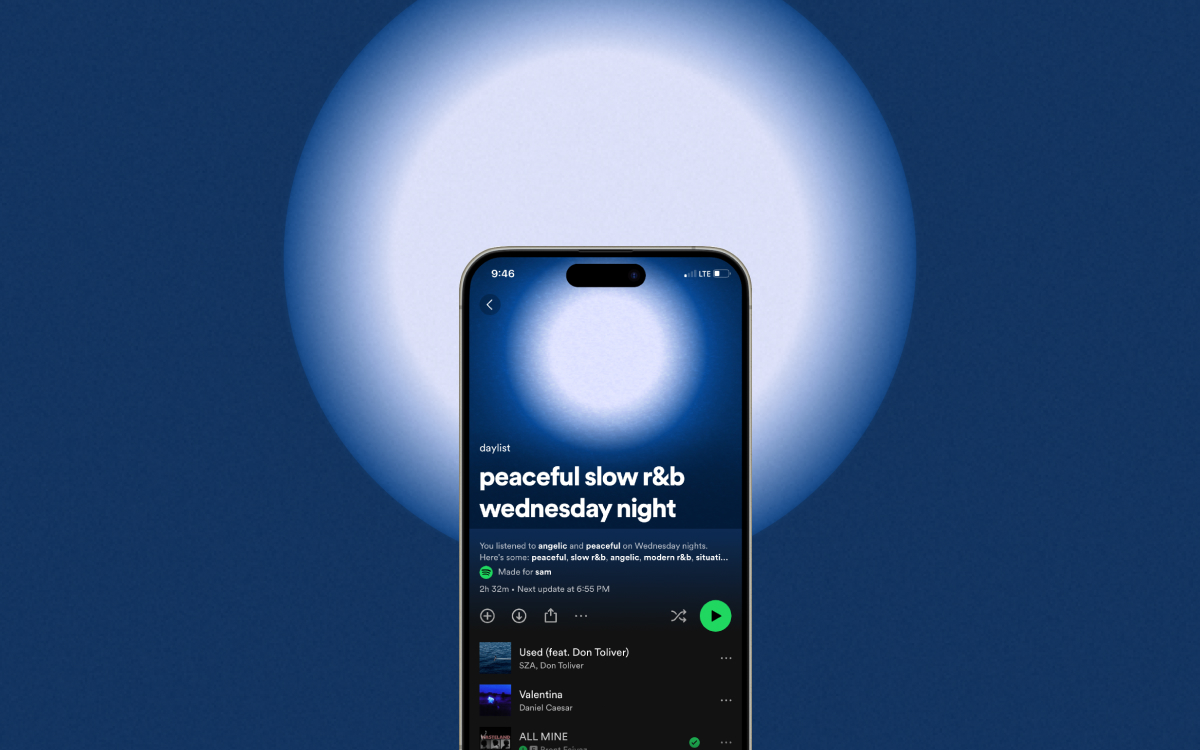 9:46
LTE
daylist
peaceful slow r&b
wednesday night
You listened to angelic and peaceful on Wednesday nights.
Here's some: peaceful, slow r&b, angelic, modern r&b, situati...
Made for sam
2h 32m • Next update at 6:55 PM
Used (feat. Don Toliver)
SZA, Don Toliver
Valentina
Daniel Caesar
ALL MINE